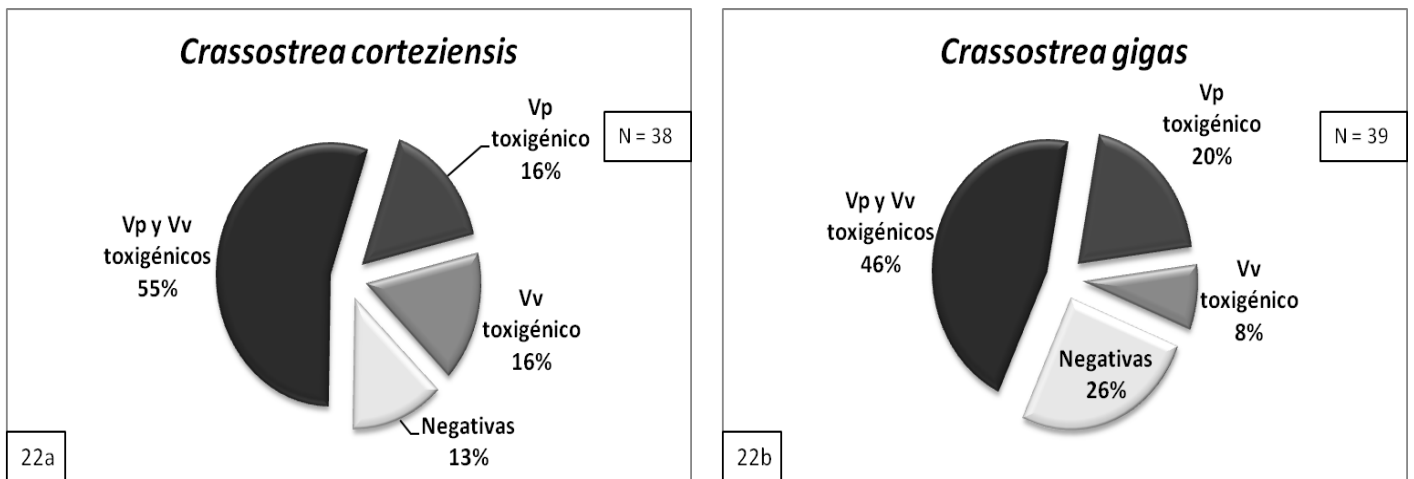 Crassostrea corteziensis
Vp
toxigénico
16%
N = 38
Vp y Vv
toxigénicos
55%
Vv
toxigénico
16%
Negativas
13%
22a
Crassostrea gigas
Vp
toxigénico
20%
N = 39
Vp y Vv
toxigénicos
46%
Vv
toxigénico
8%
Negativas
26%
22b